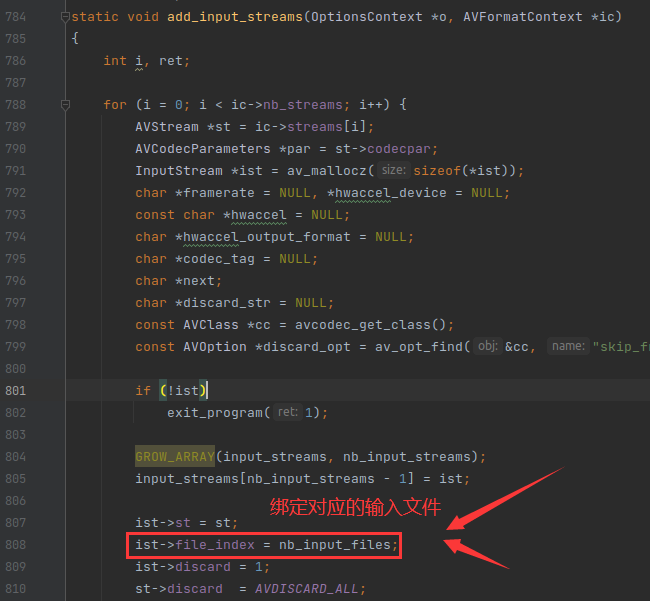 784 static void add_input_streams(OptionsContext *o, AVFormatContext *ic)
785 {
786 int i, ret;
787
788 for (i = 0; i < ic->nb_streams; i++) {
789 AVStream *st = ic->streams[i];
790 AVCodecParameters *par = st->codecpar;
791 InputStream *ist = av_mallocz( size: sizeof(*ist));
792 char *framerate = NULL, *hwaccel_device = NULL;
793 const char *hwaccel = NULL;
794 char *hwaccel_output_format = NULL;
795 char *codec_tag = NULL;
796 char *next;
797 char *discard_str = NULL;
798 const AVClass *cc = avcodec_get_class();
799 const AVOption *discard_opt = av_opt_find( obj: &cc, name: "skip_fr
800
801 if (!ist)
802 exit_program( ret: 1);
803
804 GROW_ARRAY(input_streams, nb_input_streams);
805 input_streams[nb_input_streams - 1] = ist;
806
绑定对应的输入文件
807 ist->st = st;
808 ist->file_index = nb_input_files;
809 ist->discard = 1;
810 st->discard = AVDISCARD_ALL;